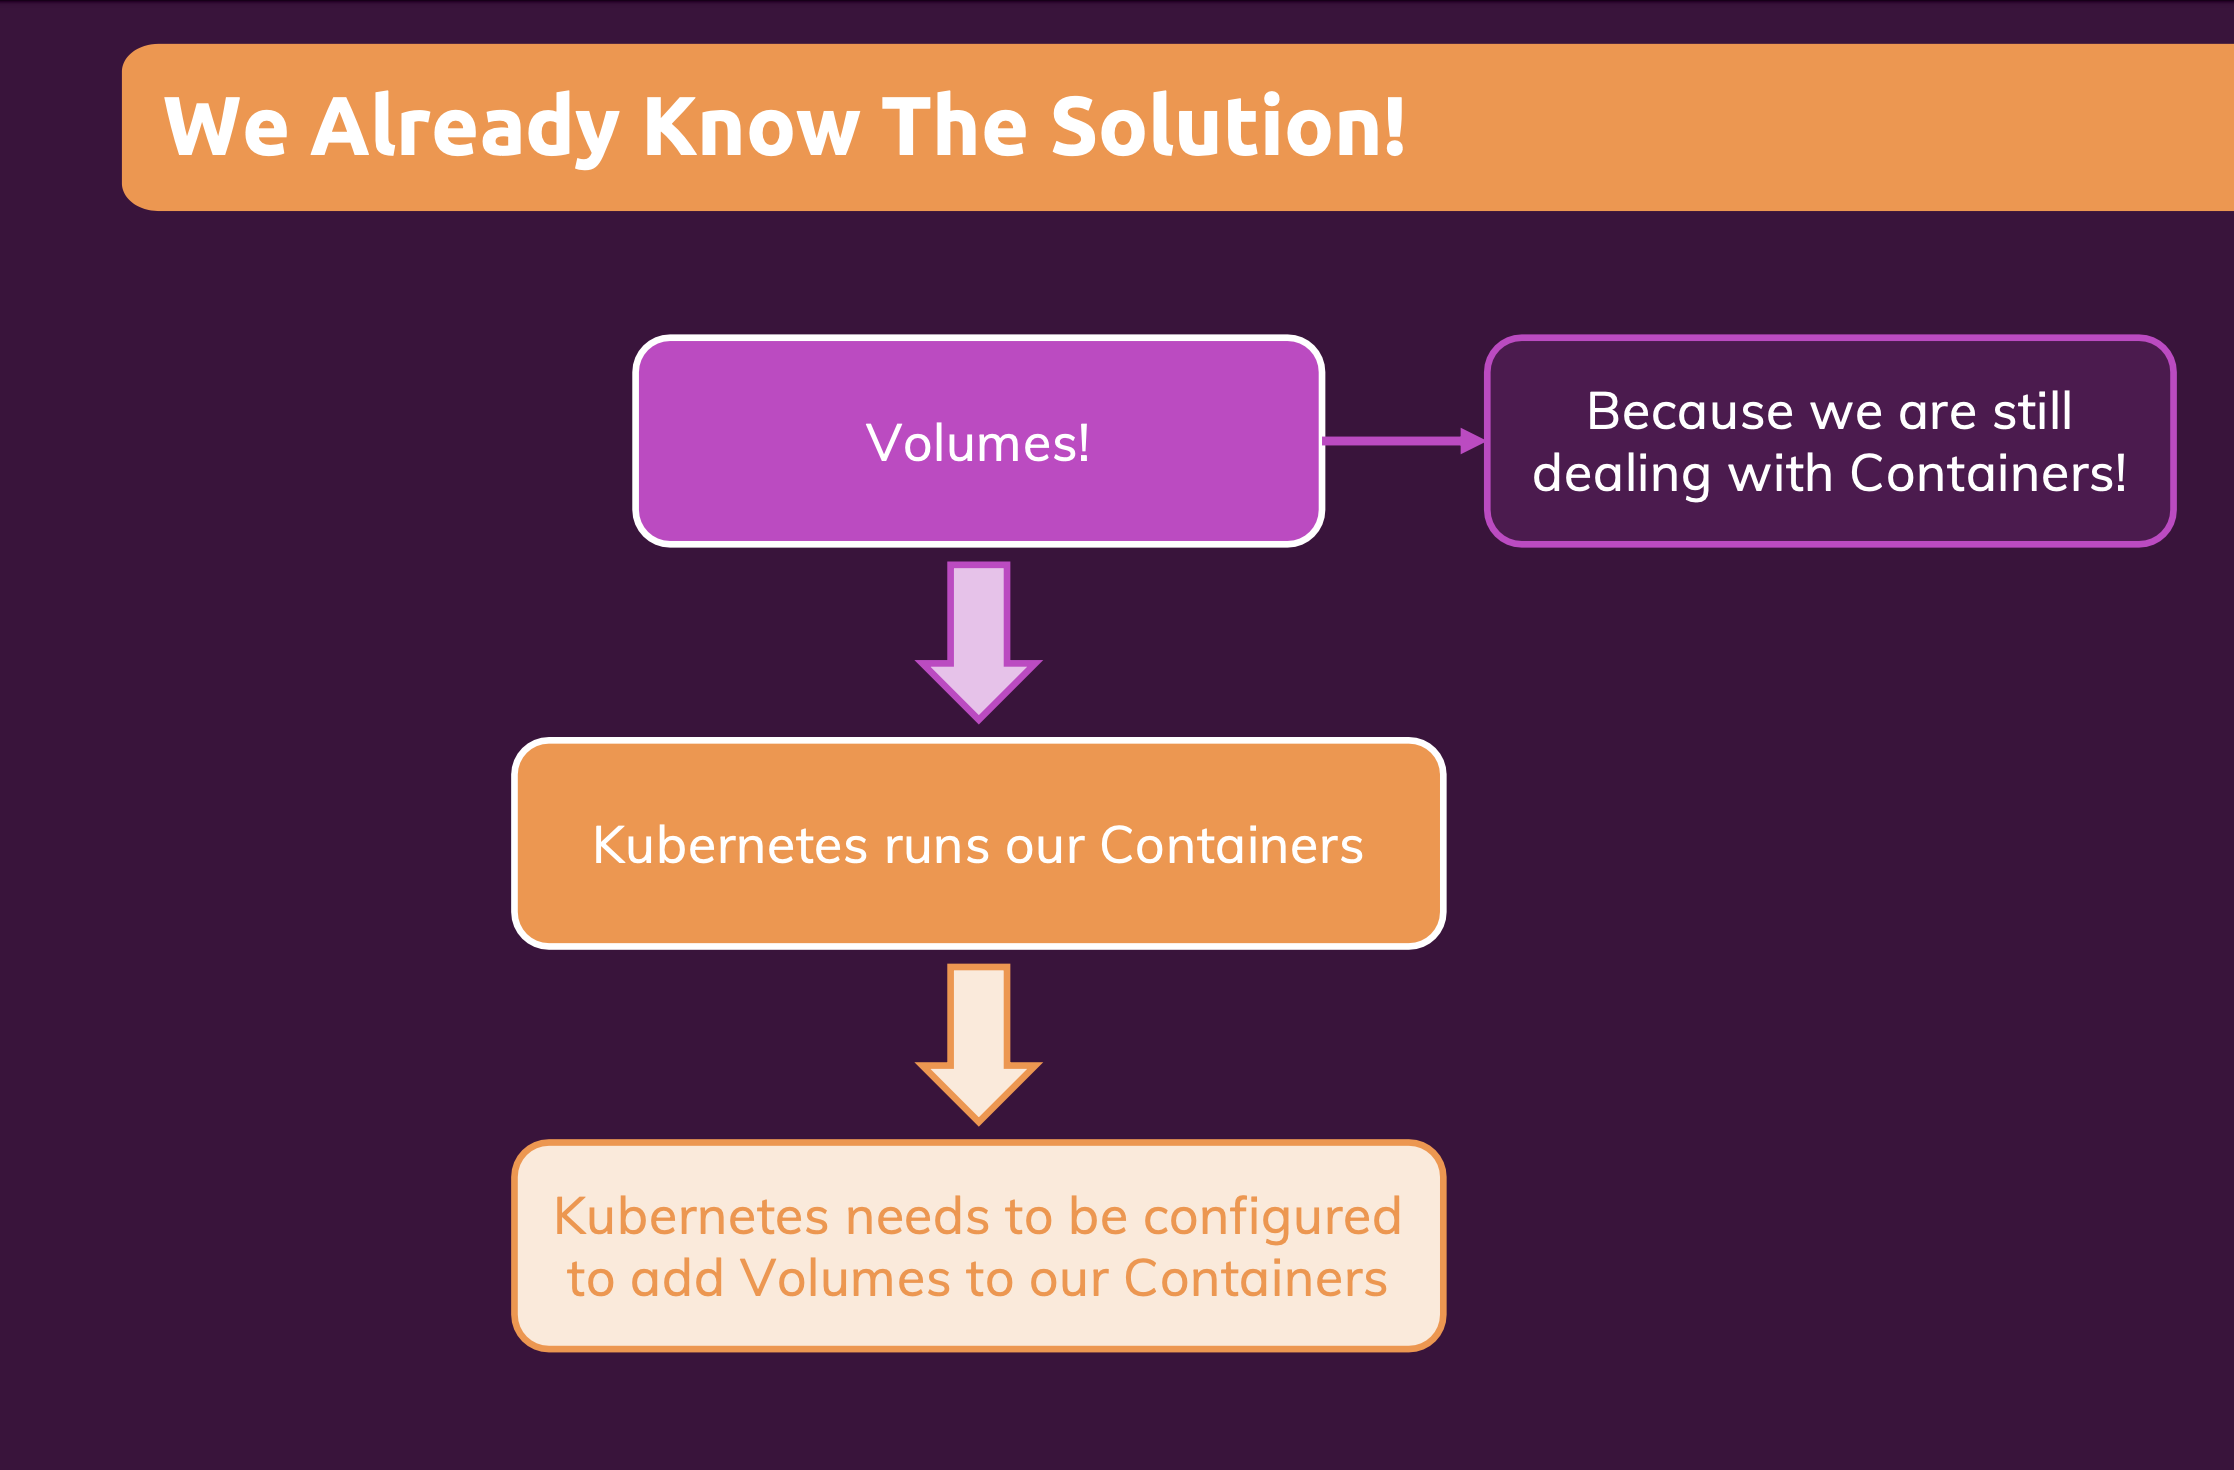 We Already Know The Solution!
Volumes!
Because we are still
dealing with Containers!
Kubernetes runs our Containers
Kubernetes needs to be configured
to add Volumes to our Containers